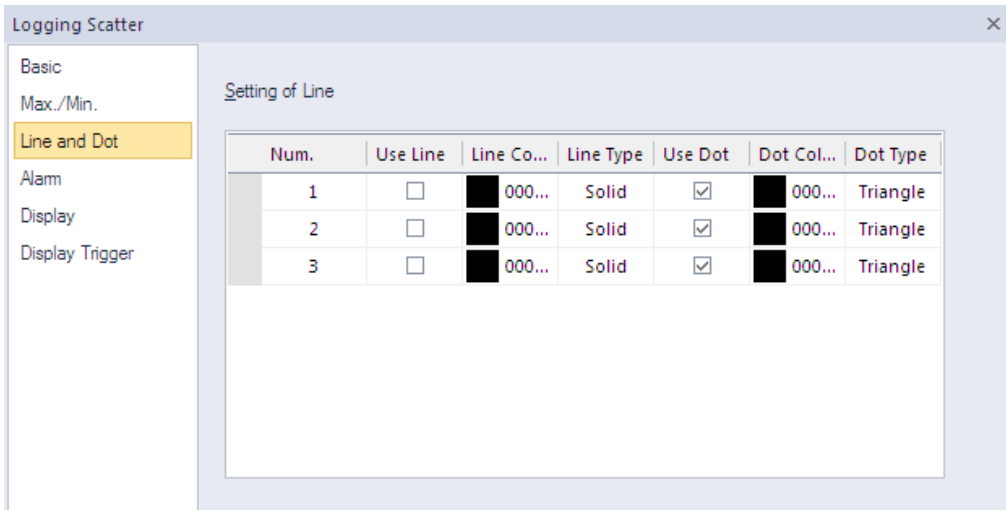 Logging Scatter
Basic
Max./Min.
Line and Dot
Alarm
Display
Display Trigger
Setting of Line
Num. Use Line Line Co... Line Type Use Dot Dot Col... Dot Type
1 000... Solid 000... Triangle
2 000... Solid 000... Triangle
3 000... Solid 000... Triangle